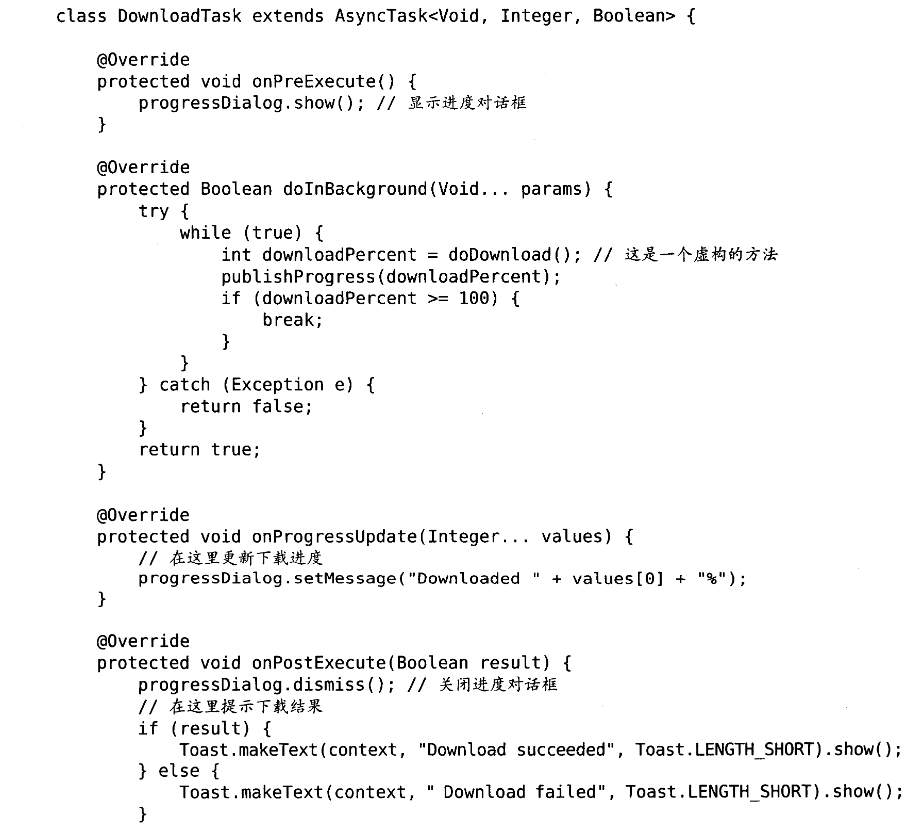 class DownloadTask extends AsyncTask<Void, Integer, Boolean> {
@Override
protected void onPreExecute() {
progressDialog.show(); // 显示进度对话框
}
@Override
protected Boolean doInBackground(Void... params) {
try {
while (true) {
int downloadPercent = doDownload(); // 这是一个虚构的方法
publishProgress(downloadPercent);
if (downloadPercent >= 100) {
break;
}
}
} catch (Exception e) {
return false;
}
return true;
}
@Override
protected void onProgressUpdate(Integer... values) {
// 在这里更新下载进度
progressDialog.setMessage("Downloaded " + values[0] + "%");
}
@Override
protected void onPostExecute(Boolean result) {
progressDialog.dismiss(); // 关闭进度对话框
// 在这里提示下载结果
if (result) {
Toast.makeText(context, "Download succeeded", Toast.LENGTH_SHORT).show();
} else {
Toast.makeText(context, " Download failed", Toast.LENGTH_SHORT).show();
}